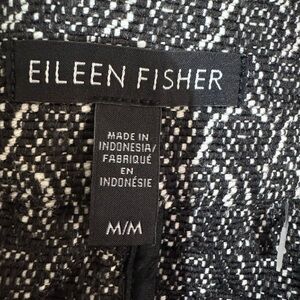 EILEEN FISHER
MADE IN
INDONESIA/
FABRIQUÉ
EN
INDONÉSIE
M/M